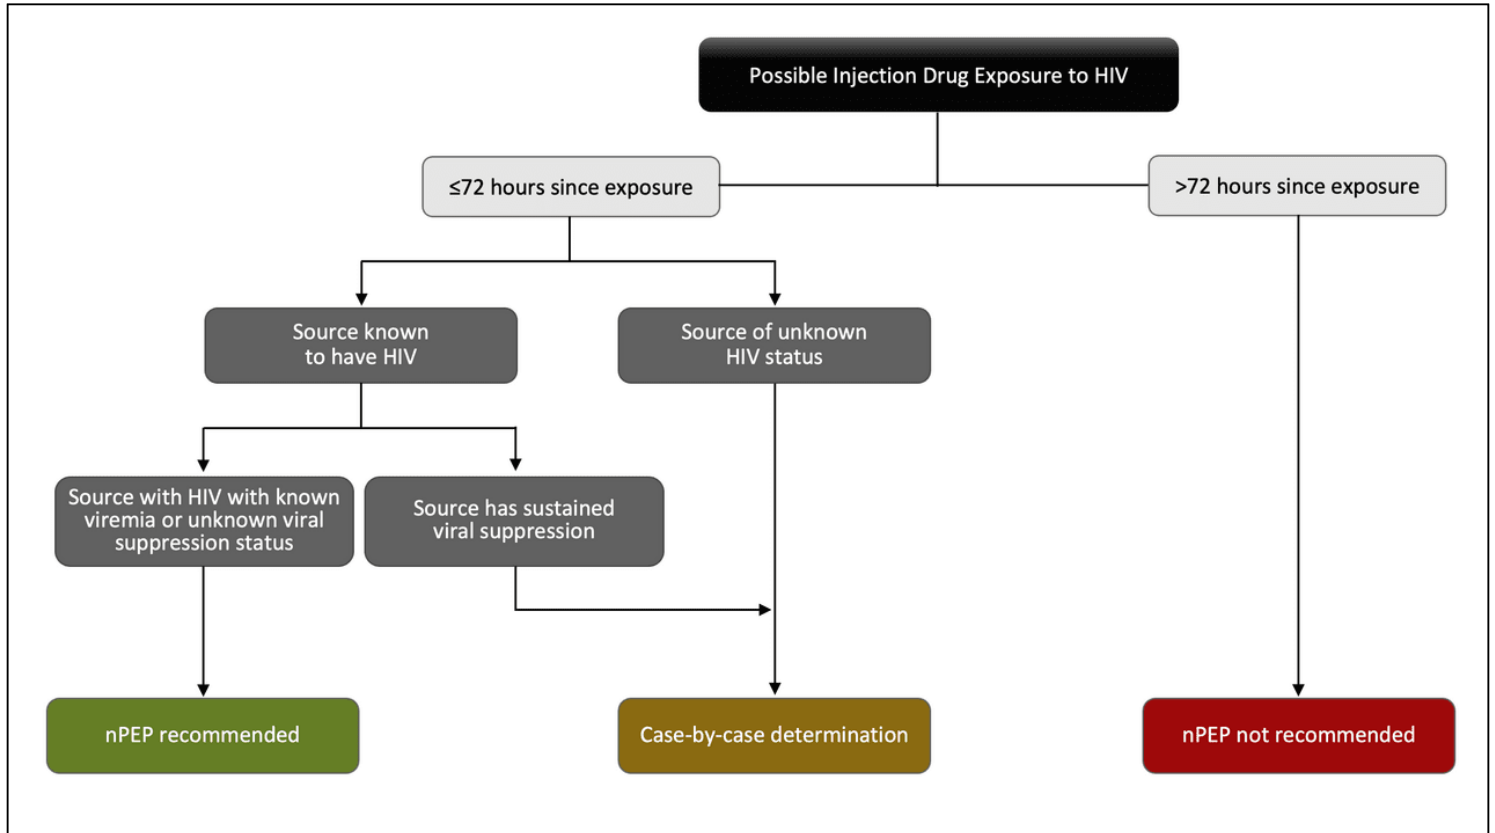 Possible Injection Drug Exposure to HIV
≤72 hours since exposure
>72 hours since exposure
Source known
to have HIV
Source of unknown
HIV status
Source with HIV with known
viremia or unknown viral
suppression status
Source has sustained
viral suppression
nPEP recommended
Case-by-case determination
nPEP not recommended